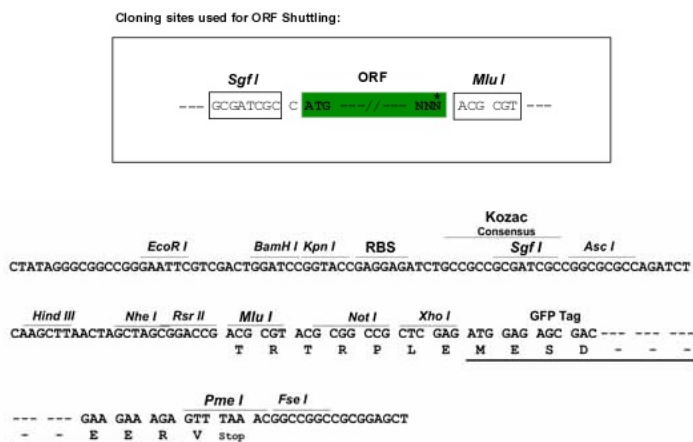 Cloning sites used for ORF Shuttling:
Sgf I ORF Mlu I
--- GCGATCGC C ATG ---//--- NNN* ACG CGT ---
Kozac
Consensus
EcoR I BamH I Kpn I RBS Sgf I Asc I
CTATAGGGCGGCCGGGAATTCGTCGACTGGATCCGGTACCGAGGAGATCTGCCGCCGCGATCGCCGGCGCGCCAGATCT
Hind III Nhe I Rsr II Mlu I Not I Xho I GFP Tag
CAAGCTTAACTAGCTAGCGGACCG ACG CGT ACG CGG CCG CTC GAG ATG GAG AGC GAC--- --- ---
T R T R P L E M E S D - - -
Pme I Fse I
--- --- GAA GAA AGA GTT TAA ACGGCCGGCCGCGGAGCT
- - E E R V Stop